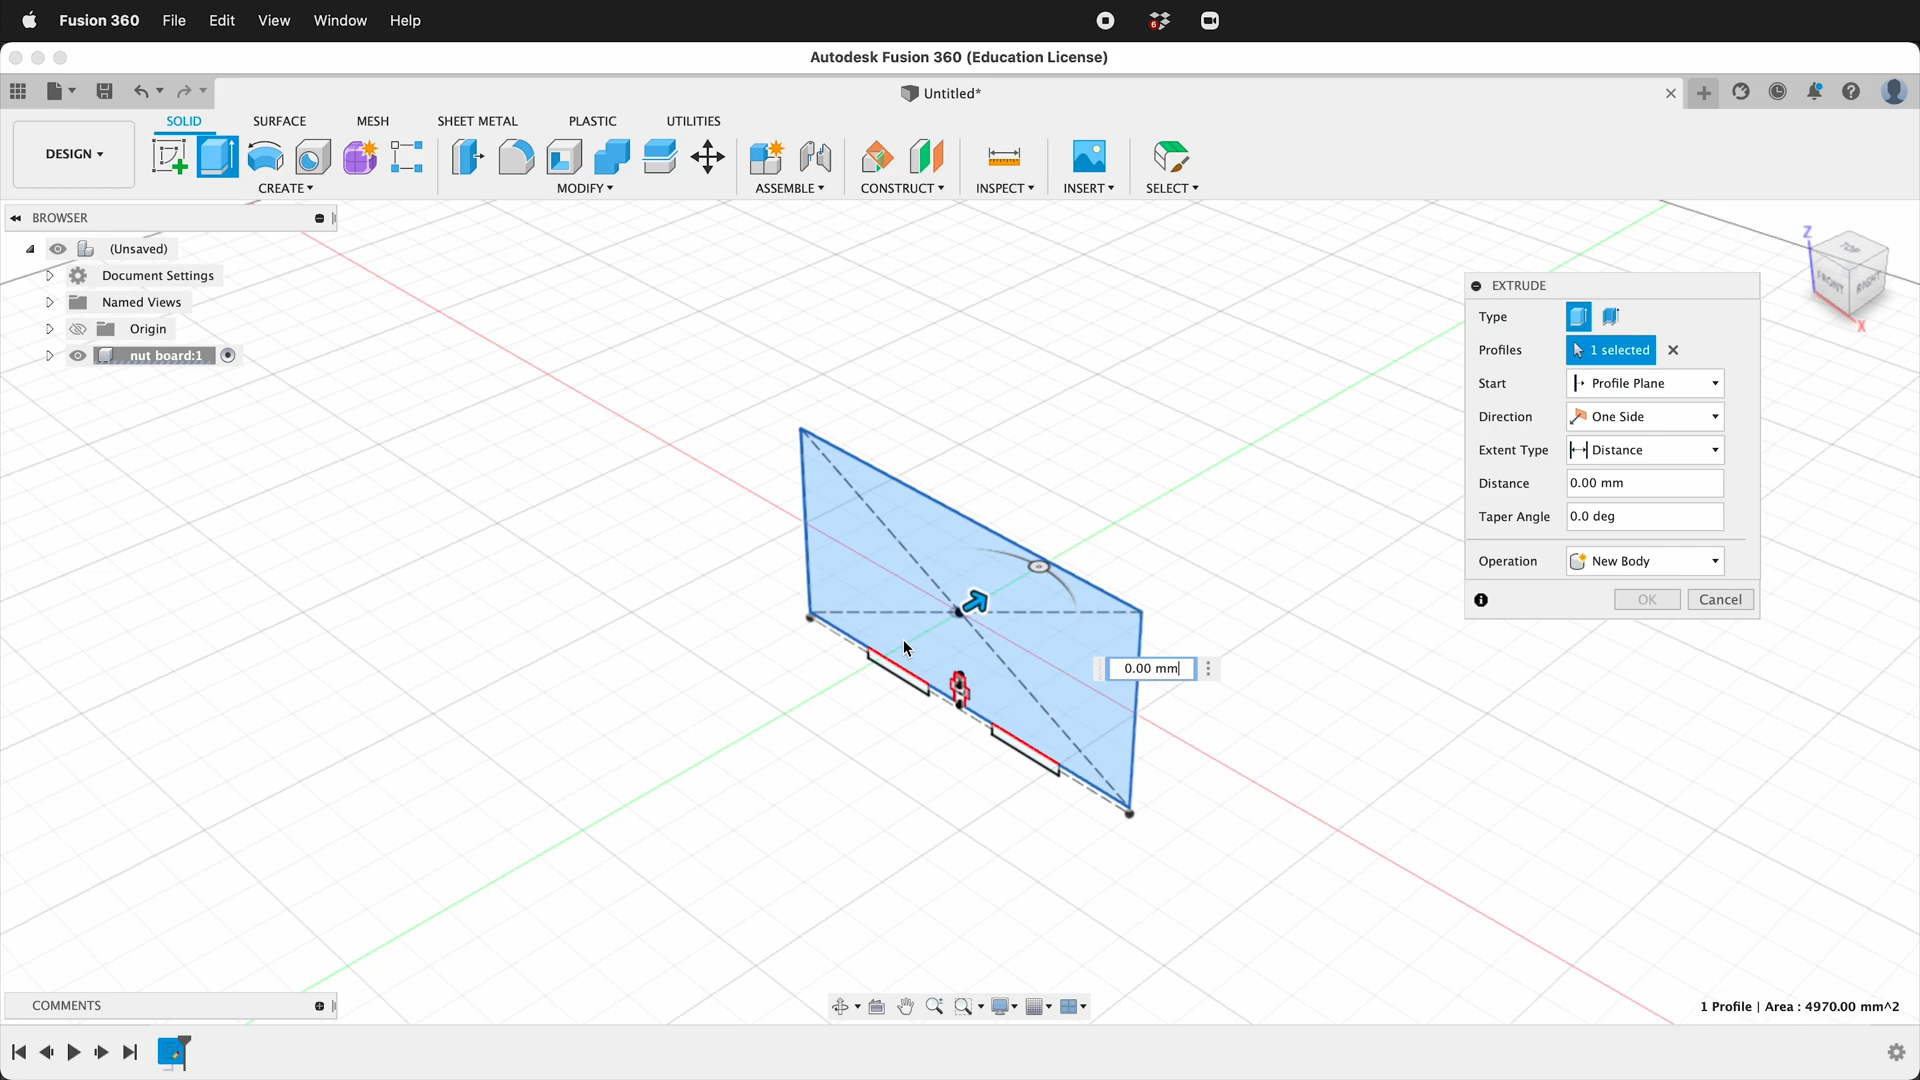 Fusion 360 File Edit View Window Help
6
Autodesk Fusion 360 (Education License)
Untitled*
SOLID SURFACE MESH SHEET METAL PLASTIC UTILITIES
DESIGN
CREATE MODIFY ASSEMBLE CONSTRUCT INSPECT INSERT SELECT
BROWSER
(Unsaved)
Document Settings
Named Views
Origin
nut board:1
Z
TOP
FRONT RIGHT
X
EXTRUDE
Type
Profiles 1 selected
Start Profile Plane
Direction One Side
Extent Type Distance
Distance 0.00 mm
Taper Angle 0.0 deg
Operation New Body
OK Cancel
0.00 mm
COMMENTS
1 Profile | Area : 4970.00 mm^2